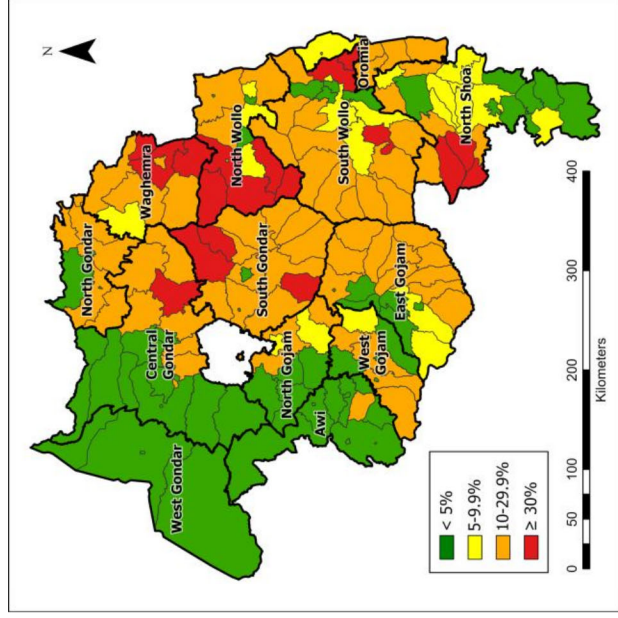 N
North Gondar
Waghemra
Central
Gondar
North Wollo
West Gondar
South Gondar
North Gojam
South Wollo
Oromia
Awi
West
Gojam
East Gojam
North Shoa
< 5%
5-9.9%
10-29.9%
≥ 30%
0
50
100
200
300
400
Kilometers